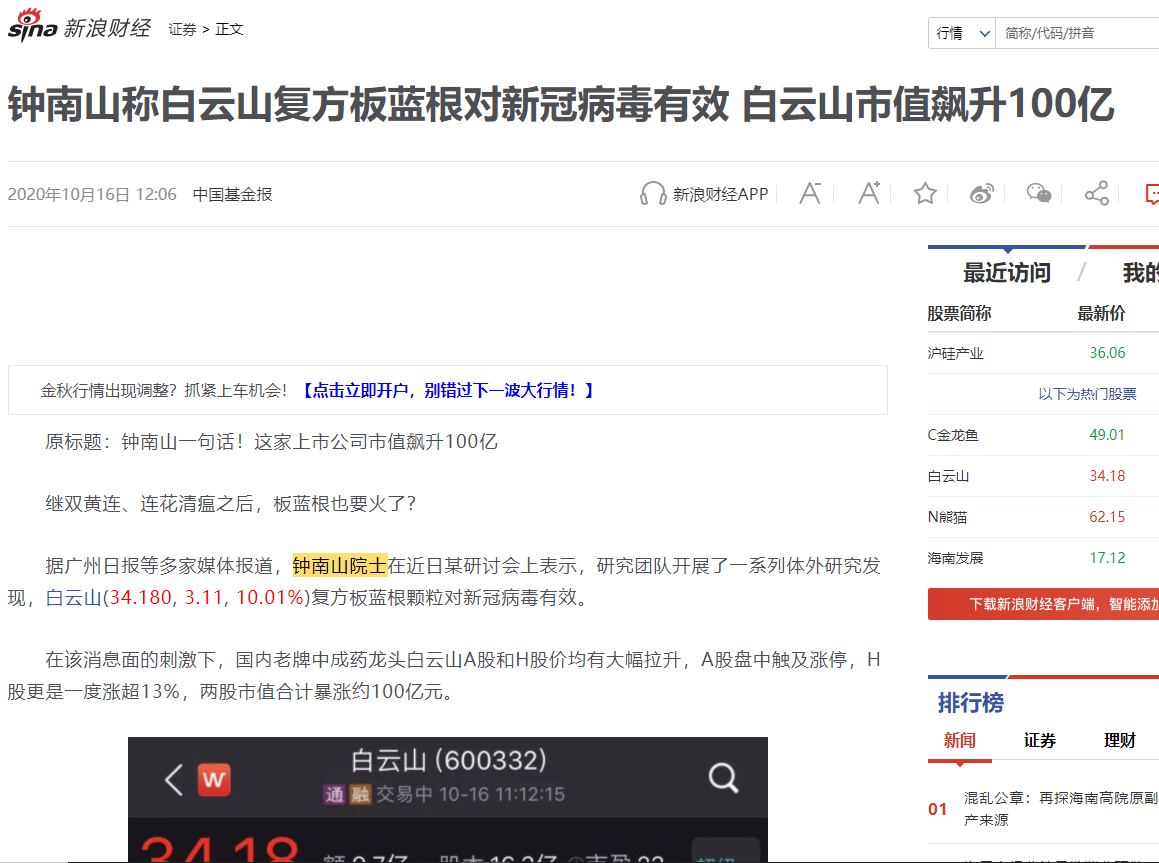 sina 新浪财经 证券 > 正文
行情 简称/代码/拼音
钟南山称白云山复方板蓝根对新冠病毒有效 白云山市值飙升100亿
2020年10月16日 12:06 中国基金报
新浪财经APP
最近访问 / 我的
股票简称 最新价
沪硅产业 36.06
以下为热门股票
C金龙鱼 49.01
白云山 34.18
N熊猫 62.15
海南发展 17.12
下载新浪财经客户端，智能添加
金秋行情出现调整？抓紧上车机会！【点击立即开户，别错过下一波大行情！】
原标题：钟南山一句话！这家上市公司市值飙升100亿
继双黄连、连花清瘟之后，板蓝根也要火了？
据广州日报等多家媒体报道，钟南山院士在近日某研讨会上表示，研究团队开展了一系列体外研究发
现，白云山(34.180, 3.11, 10.01%)复方板蓝根颗粒对新冠病毒有效。
在该消息面的刺激下，国内老牌中成药龙头白云山A股和H股价均有大幅拉升，A股盘中触及涨停，H
股更是一度涨超13%，两股市值合计暴涨约100亿元。
排行榜
新闻 证券 理财
01 混乱公章：再探海南高院原副
产来源
W 白云山 (600332)
通 融 交易中 10-16 11:12:15
34.18